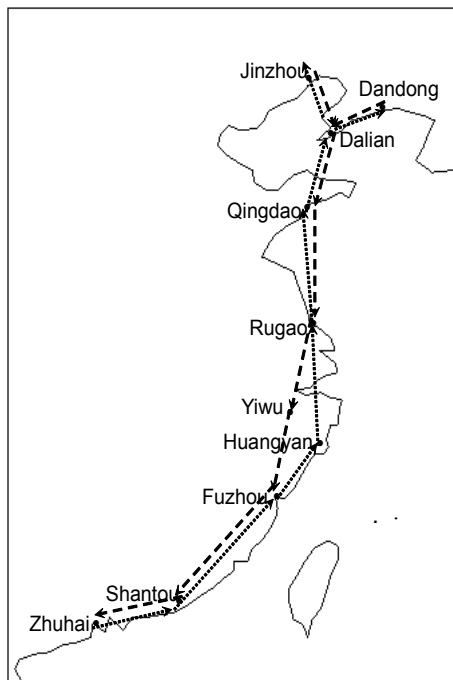 Jinzhou
Dandong
Dalian
Qingdao
Rugao
Yiwu
Huangyan
Fuzhou
Shantou
Zhuhai